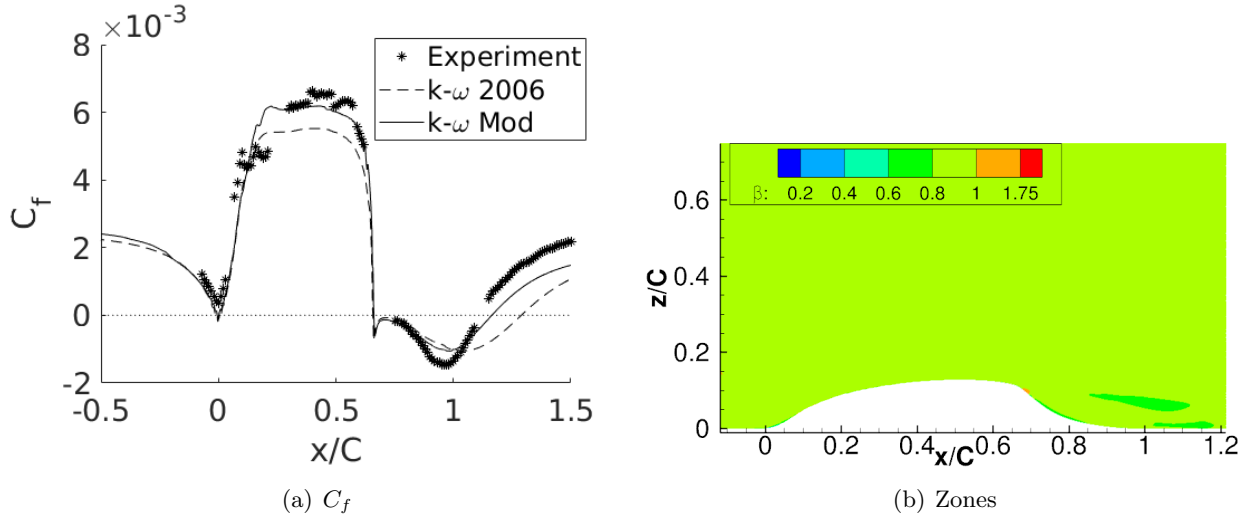 ×10⁻³
8
6
4
2
0
-2
-0.5 0 0.5 1 1.5
C_f
x/C
Experiment
k-ω 2006
k-ω Mod
(a) C_f
β: 0.2 0.4 0.6 0.8 1 1.75
0.6
0.4
0.2
0
0 0.2 0.4 0.6 0.8 1 1.2
z/C
x/C
(b) Zones